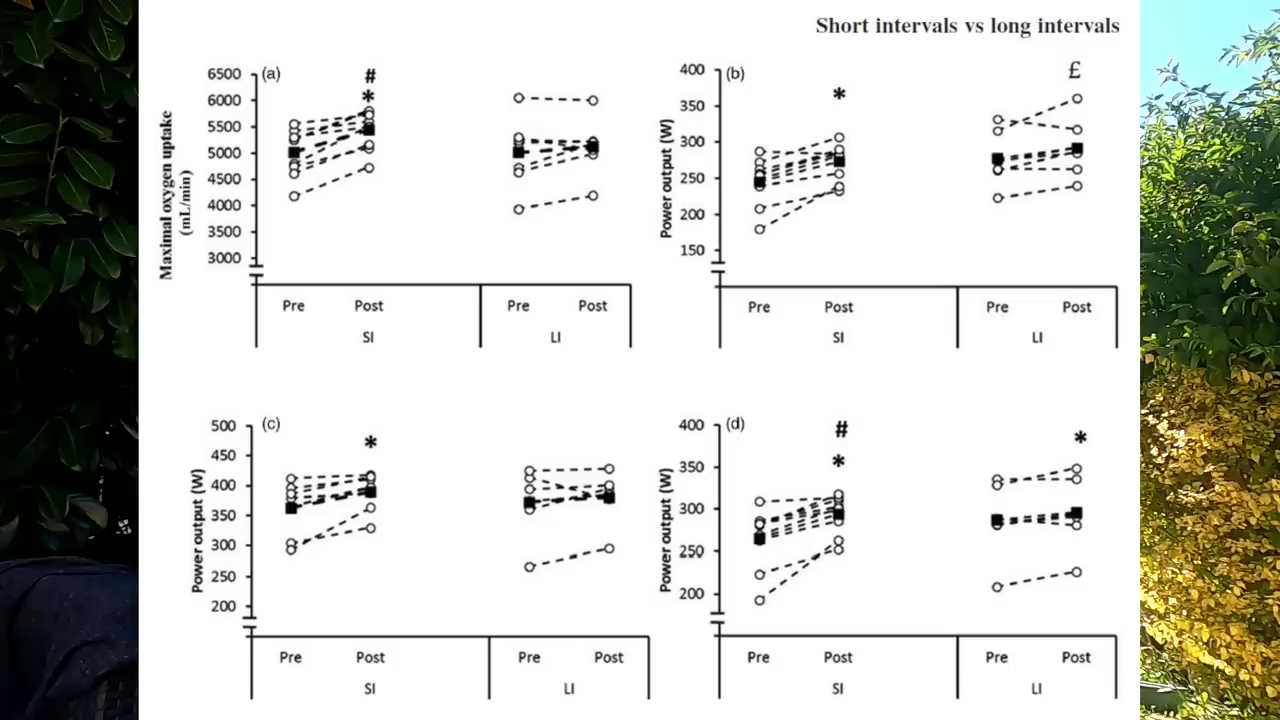 Short intervals vs long intervals
(a)
#
*
6500
6000
5500
5000
4500
4000
3500
3000
Maximal oxygen uptake
(mL/min)
Pre Post Pre Post
SI LI
(b)
*
£
400
350
300
250
200
150
Power output (W)
Pre Post Pre Post
SI LI
(c)
*
500
450
400
350
300
250
200
Power output (W)
Pre Post Pre Post
SI LI
(d)
#
*
*
400
350
300
250
200
Power output (W)
Pre Post Pre Post
SI LI